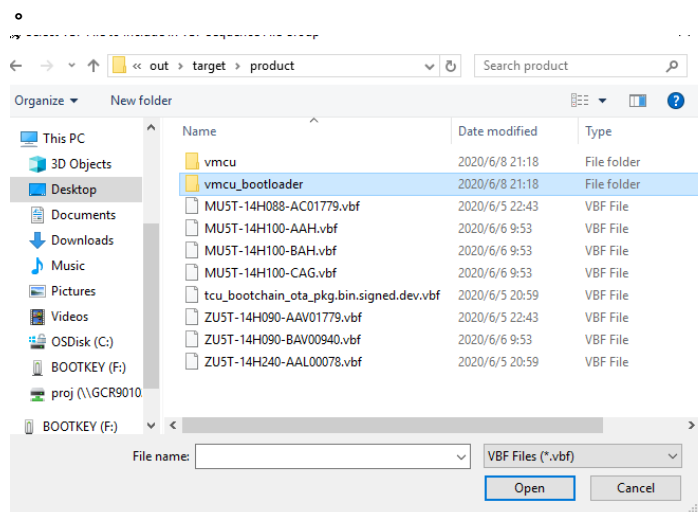 。
« out › target › product
Search product
Organize
New folder
Name
Date modified
Type
This PC
3D Objects
Desktop
Documents
Downloads
Music
Pictures
Videos
OSDisk (C:)
BOOTKEY (F:)
proj (\\GCR9010
BOOTKEY (F:)
vmcu 2020/6/8 21:18 File folder
vmcu_bootloader 2020/6/8 21:18 File folder
MU5T-14H088-AC01779.vbf 2020/6/5 22:43 VBF File
MU5T-14H100-AAH.vbf 2020/6/6 9:53 VBF File
MU5T-14H100-BAH.vbf 2020/6/6 9:53 VBF File
MU5T-14H100-CAG.vbf 2020/6/6 9:53 VBF File
tcu_bootchain_ota_pkg.bin.signed.dev.vbf 2020/6/5 20:59 VBF File
ZU5T-14H090-AAV01779.vbf 2020/6/5 22:43 VBF File
ZU5T-14H090-BAV00940.vbf 2020/6/6 9:53 VBF File
ZU5T-14H240-AAL00078.vbf 2020/6/5 20:59 VBF File
File name:
VBF Files (*.vbf)
Open
Cancel